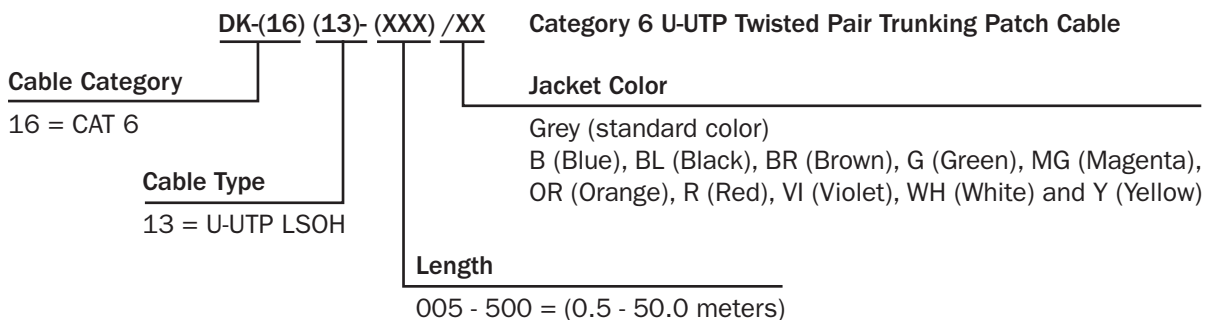 DK-(16) (13)- (XXX) /XX Category 6 U-UTP Twisted Pair Trunking Patch Cable
Cable Category
16 = CAT 6
Cable Type
13 = U-UTP LSOH
Length
005 - 500 = (0.5 - 50.0 meters)
Jacket Color
Grey (standard color)
B (Blue), BL (Black), BR (Brown), G (Green), MG (Magenta),
OR (Orange), R (Red), VI (Violet), WH (White) and Y (Yellow)